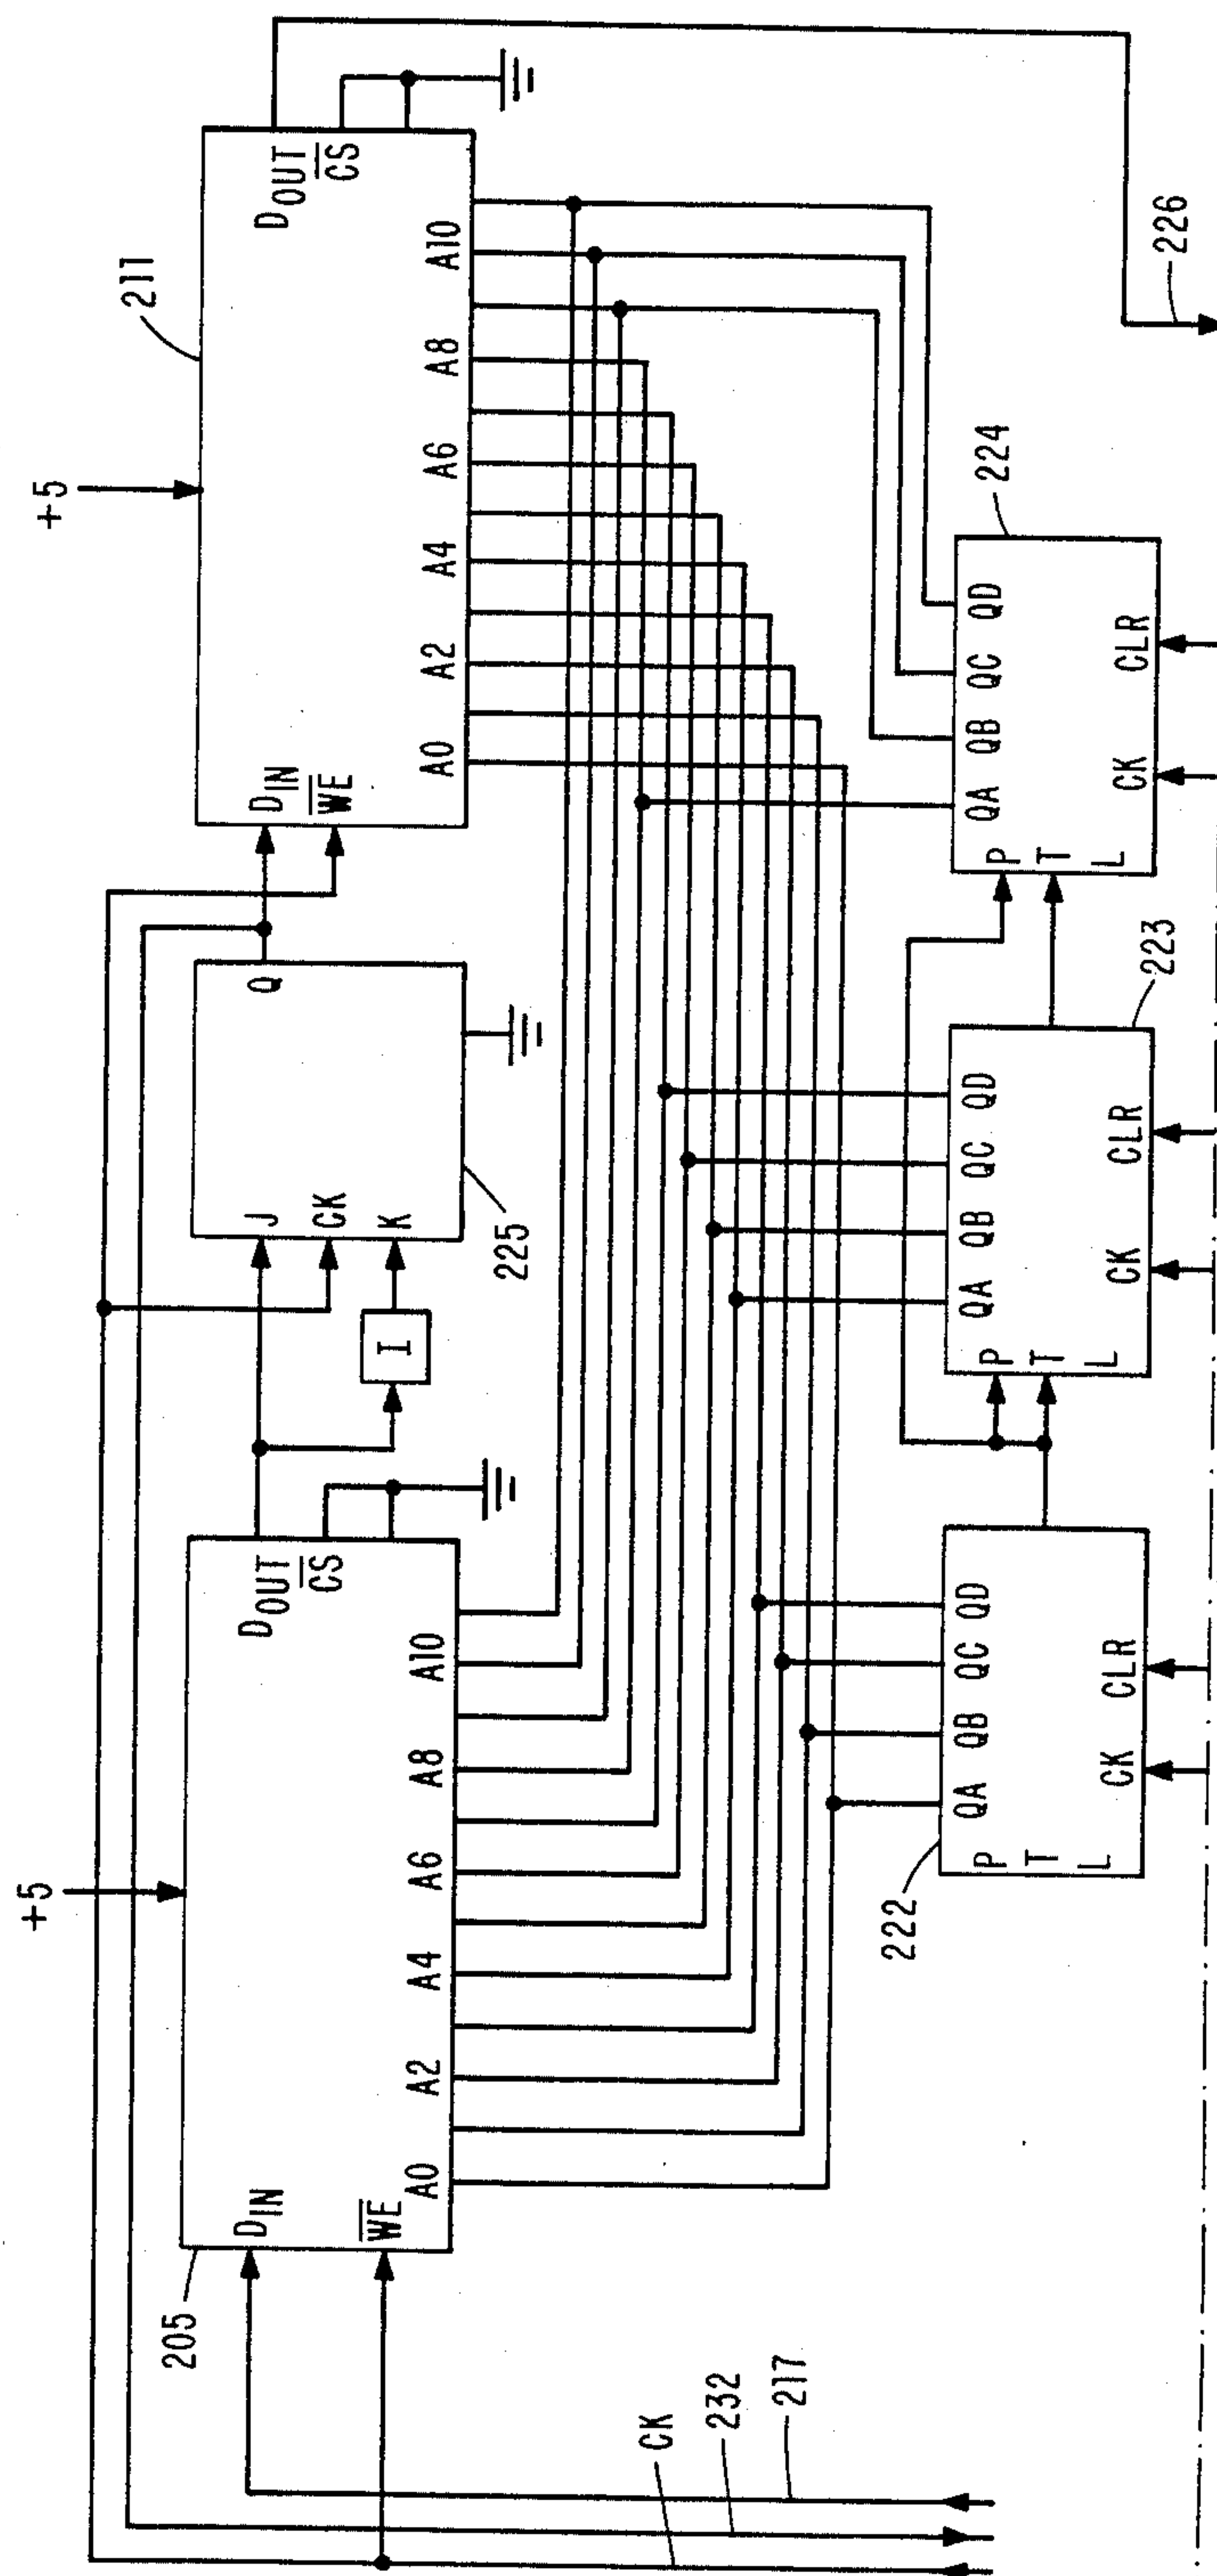 +5
+5
205
211
D_IN
WE
D_OUT
CS
A0
A2
A4
A6
A8
A10
J
CK
K
Q
I
225
D_IN
WE
D_OUT
CS
A0
A2
A4
A6
A8
A10
222
P
T
L
QA
QB
QC
QD
CK
CLR
223
P
T
L
QA
QB
QC
QD
CK
CLR
224
P
T
L
QA
QB
QC
QD
CK
CLR
CK
232
217
226